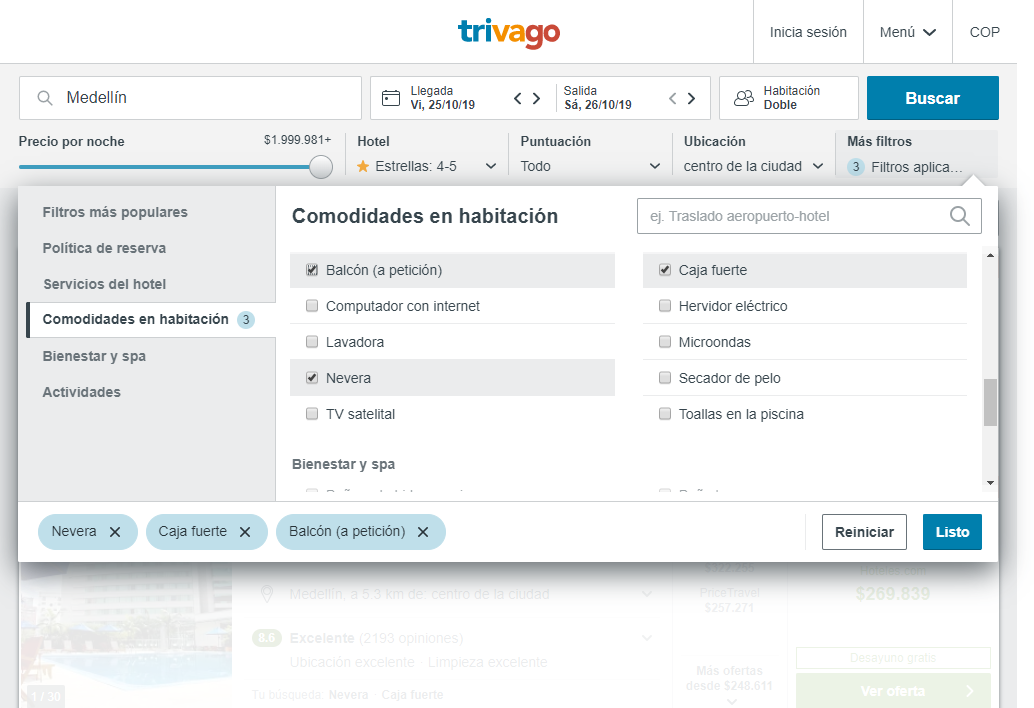 trivago
Inicia sesión
Menú
COP
Medellín
Llegada
Vi, 25/10/19
Salida
Sá, 26/10/19
Habitación
Doble
Buscar
Precio por noche
$1.999.981+
Hotel
Estrellas: 4-5
Puntuación
Todo
Ubicación
centro de la ciudad
Más filtros
3 Filtros aplica...
Filtros más populares
Política de reserva
Servicios del hotel
Comodidades en habitación 3
Bienestar y spa
Actividades
Comodidades en habitación
ej. Traslado aeropuerto-hotel
Balcón (a petición)
Caja fuerte
Computador con internet
Hervidor eléctrico
Lavadora
Microondas
Nevera
Secador de pelo
TV satelital
Toallas en la piscina
Bienestar y spa
Nevera
Caja fuerte
Balcón (a petición)
Reiniciar
Listo
Medellín, a 5.3 km de: centro de la ciudad
8.6 Excelente (2193 opiniones)
Ubicación excelente Limpieza excelente
Tu búsqueda: Nevera Caja fuerte
1 / 30
$322.255
PriceTravel
$257.271
Más ofertas
desde $248.611
Hoteles.com
$269.839
Desayuno gratis
Ver oferta